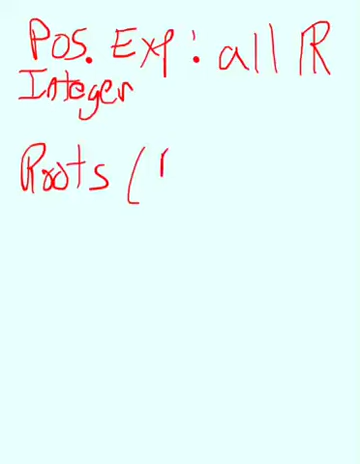 Pos. Exp: all ℝ
Integer
Roots (